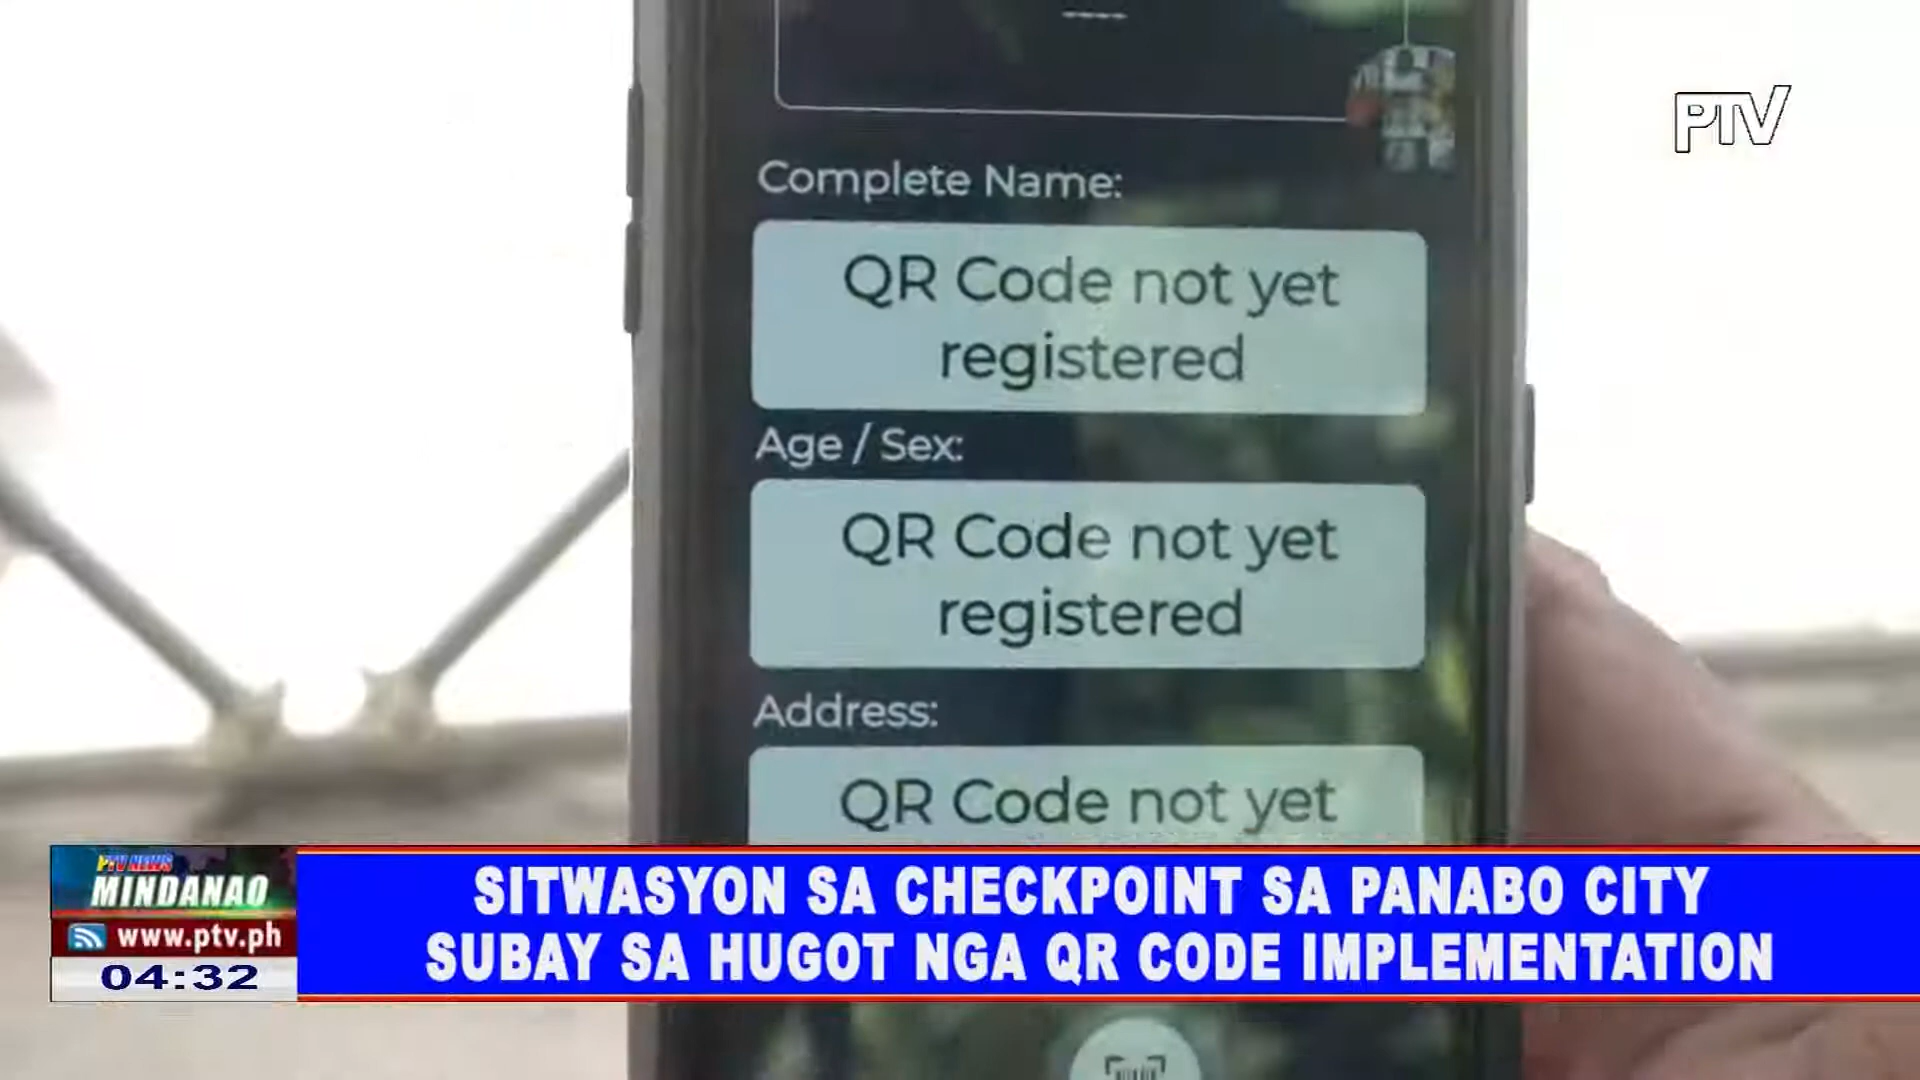 ----
PTV
Complete Name:
QR Code not yet
registered
Age / Sex:
QR Code not yet
registered
Address:
QR Code not yet
PTV NEWS
MINDANAO
www.ptv.ph
04:32
SITWASYON SA CHECKPOINT SA PANABO CITY
SUBAY SA HUGOT NGA QR CODE IMPLEMENTATION